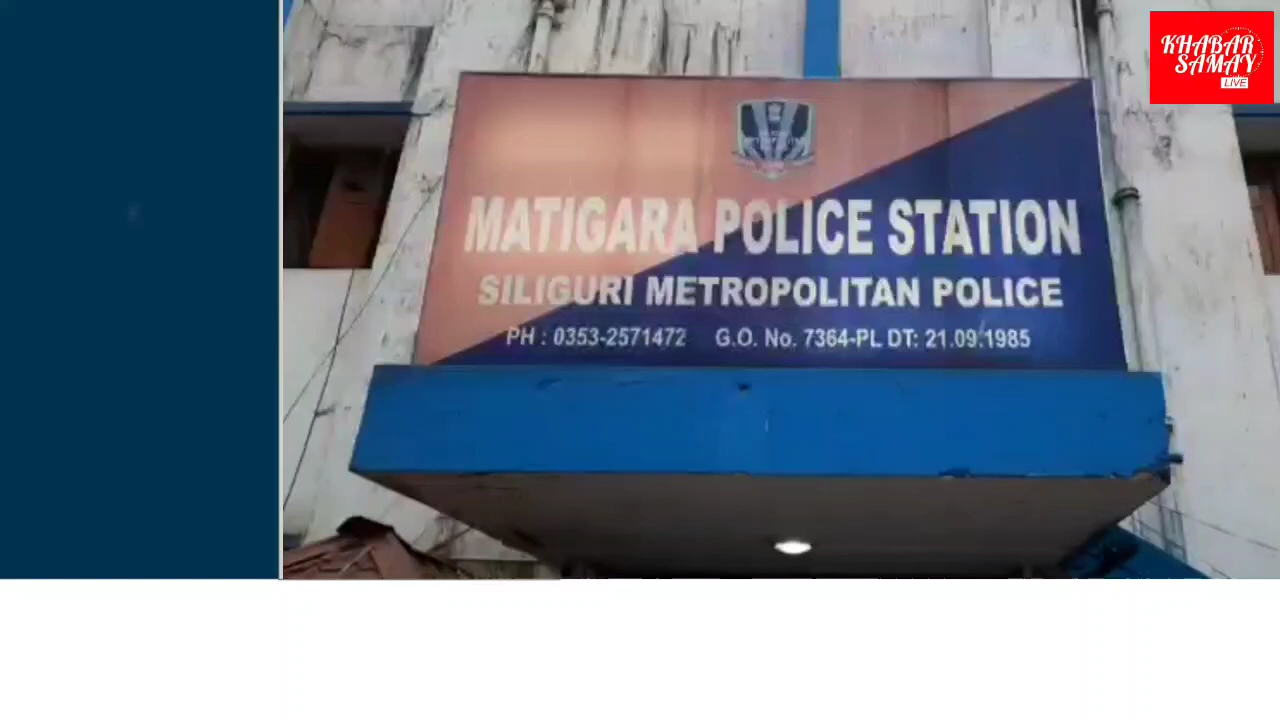 KHABAR
SAMAY
LIVE
MATIGARA POLICE STATION
SILIGURI METROPOLITAN POLICE
PH : 0353-2571472 G.O. No. 7364-PL DT: 21.09.1985